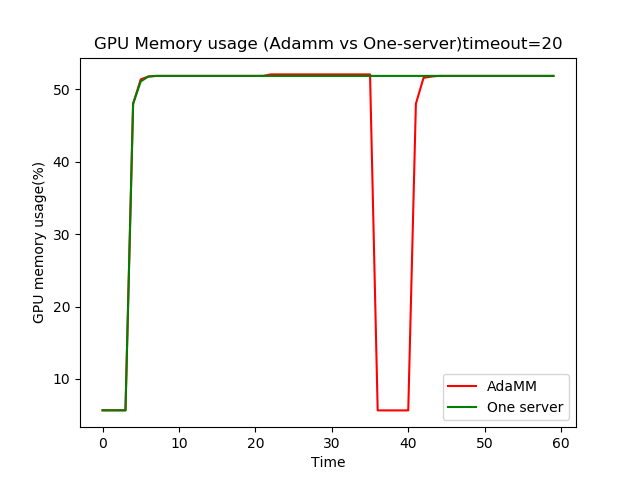 GPU Memory usage (Adamm vs One-server)timeout=20
GPU memory usage(%)
50
40
30
20
10
0 10 20 30 40 50 60
Time
AdaMM
One server